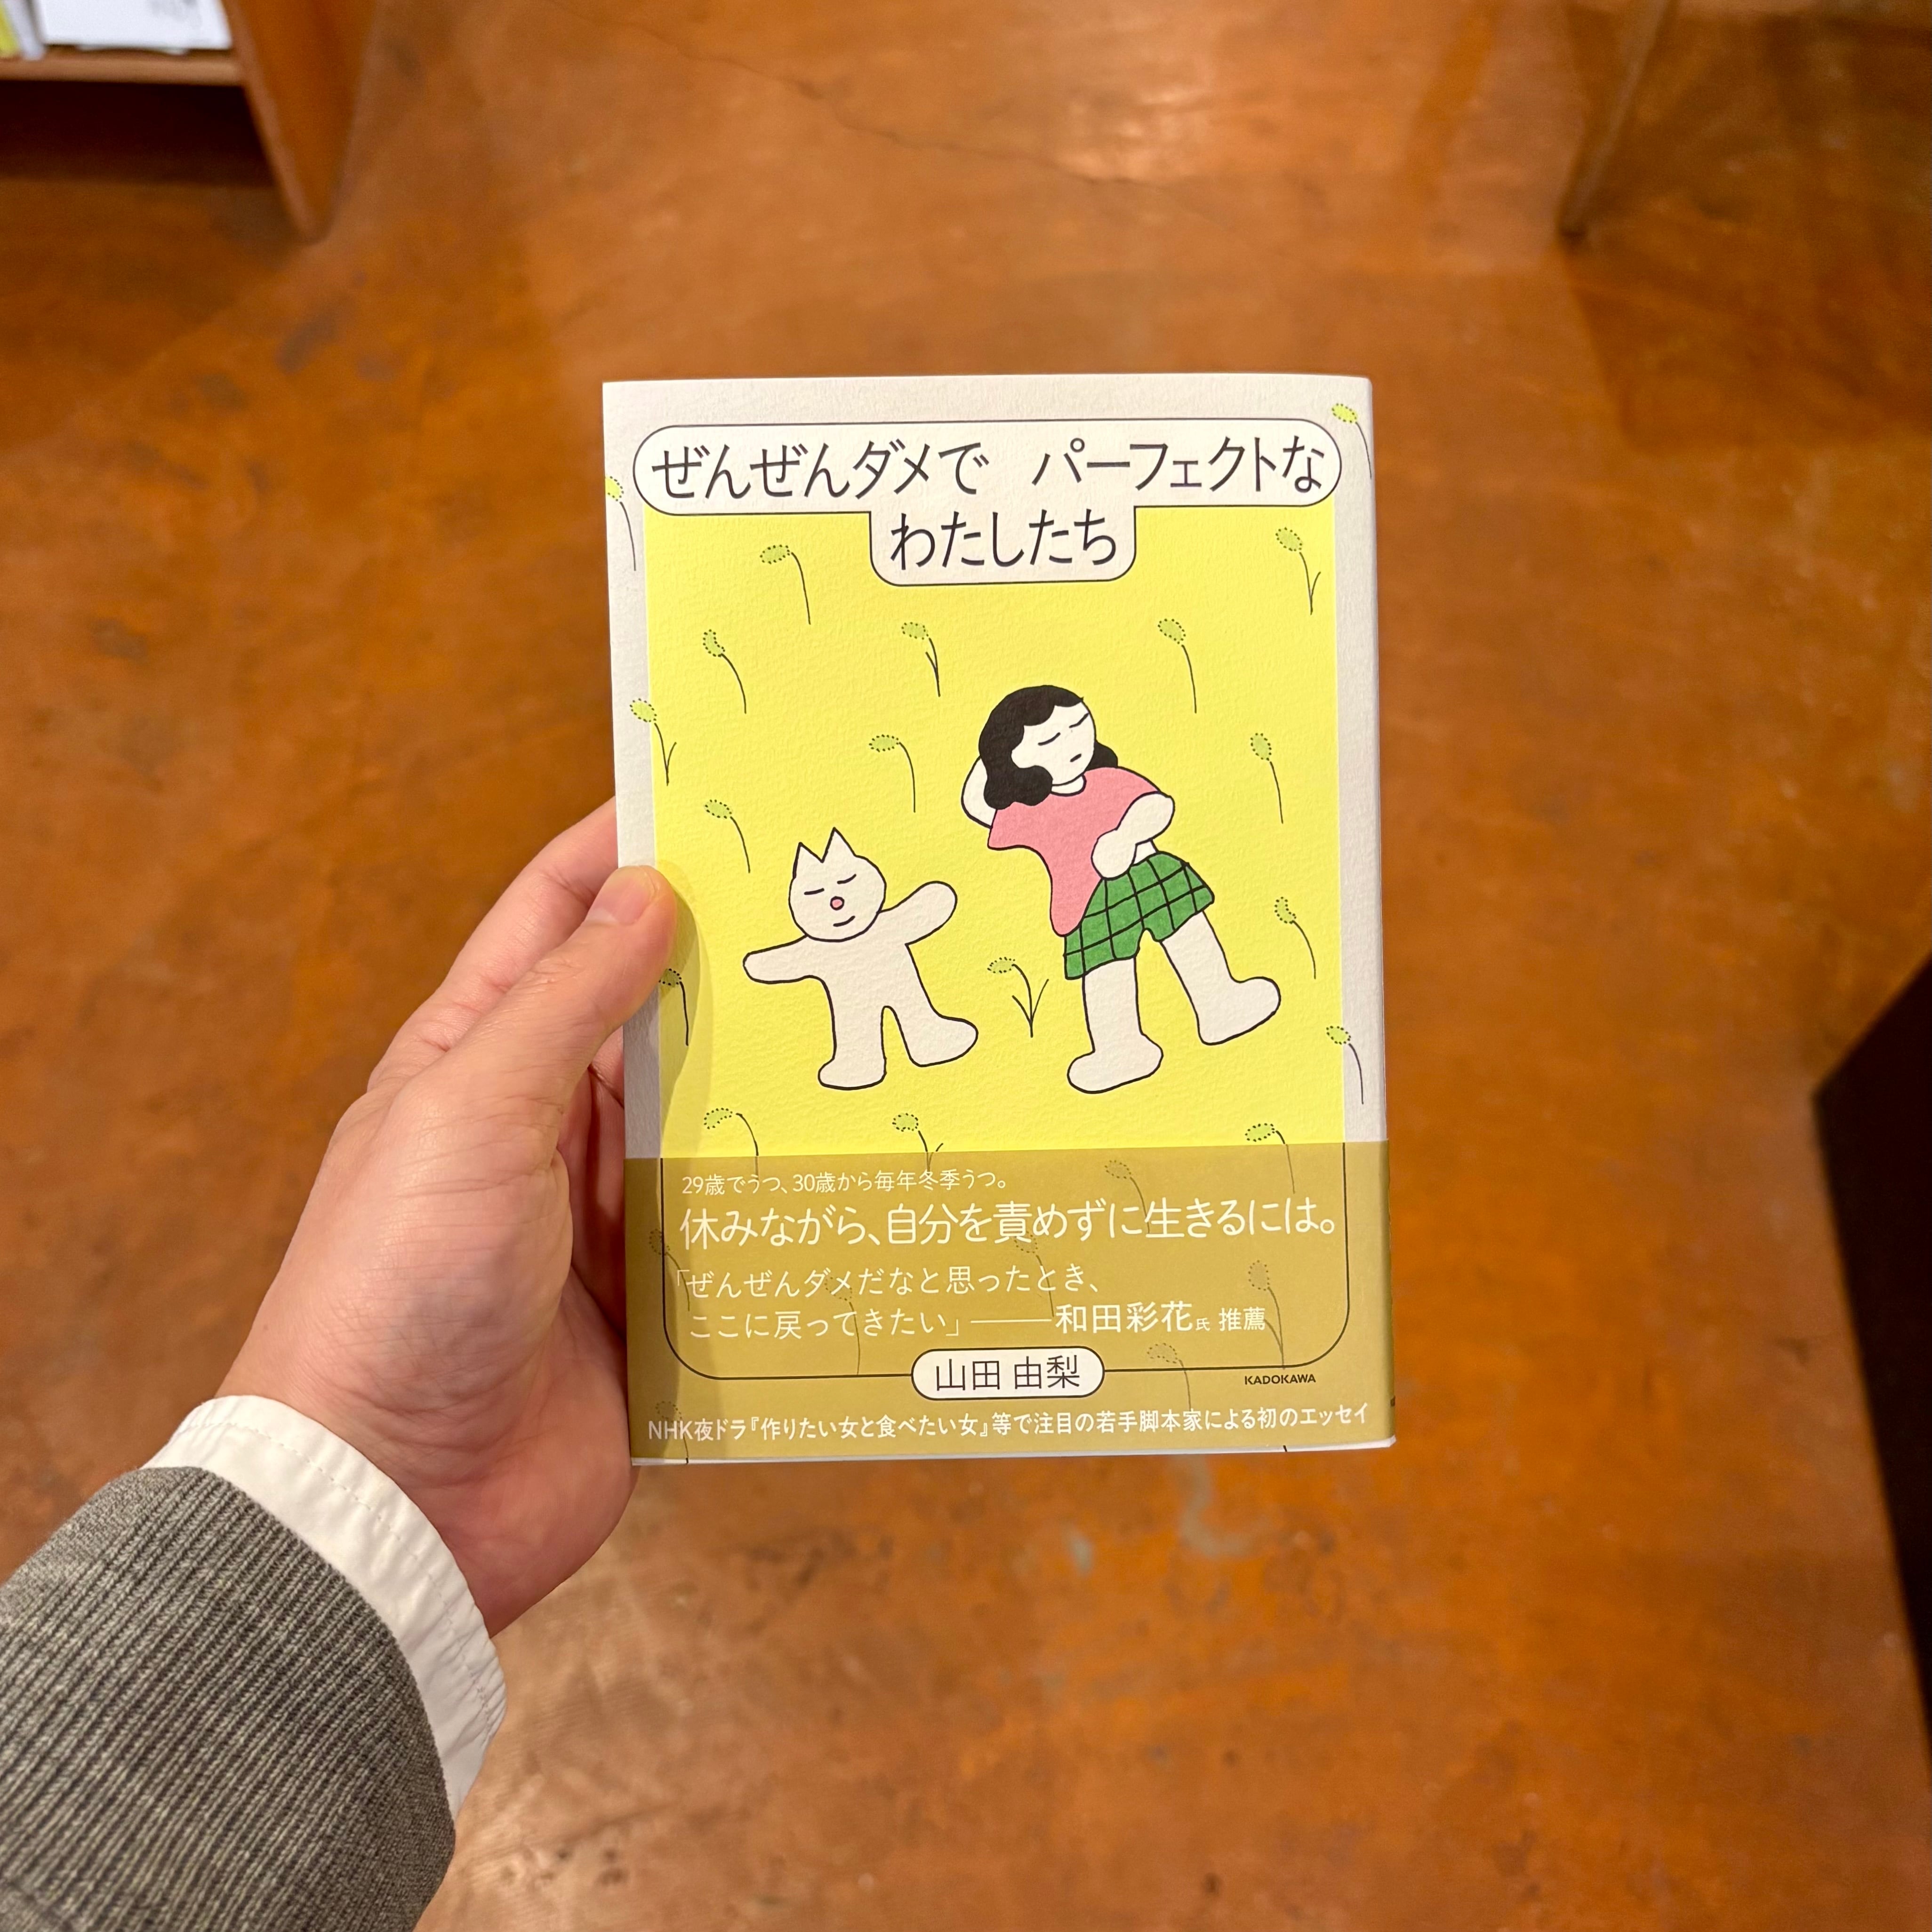 ぜんぜんダメで パーフェクトな
わたしたち
29歳でうつ、30歳から毎年冬季うつ。
休みながら、自分を責めずに生きるには。
「ぜんぜんダメだなと思ったとき、
ここに戻ってきたい」——和田彩花氏 推薦
山田 由梨
KADOKAWA
NHK夜ドラ『作りたい女と食べたい女』等で注目の若手脚本家による初のエッセイ